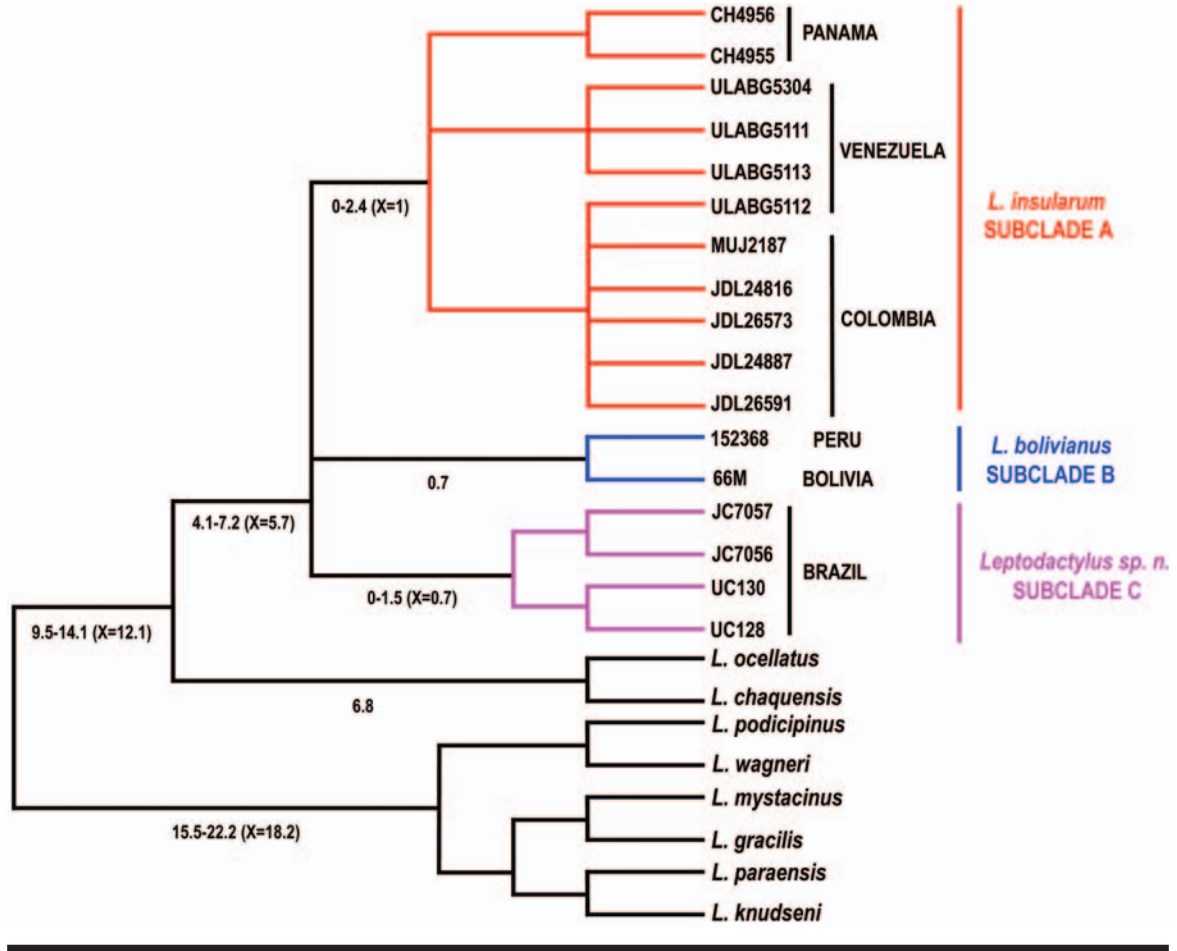 CH4956
PANAMA
CH4955
ULABG5304
ULABG5111
VENEZUELA
ULABG5113
0-2.4 (X=1)
ULABG5112
L. insularum
SUBCLADE A
MUJ2187
JDL24816
JDL26573
COLOMBIA
JDL24887
JDL26591
152368
PERU
L. bolivianus
0.7
66M
BOLIVIA
SUBCLADE B
4.1-7.2 (X=5.7)
JC7057
JC7056
BRAZIL
Leptodactylus sp. n.
SUBCLADE C
0-1.5 (X=0.7)
UC130
UC128
9.5-14.1 (X=12.1)
L. ocellatus
6.8
L. chaquensis
L. podicipinus
L. wagneri
L. mystacinus
15.5-22.2 (X=18.2)
L. gracilis
L. paraensis
L. knudseni